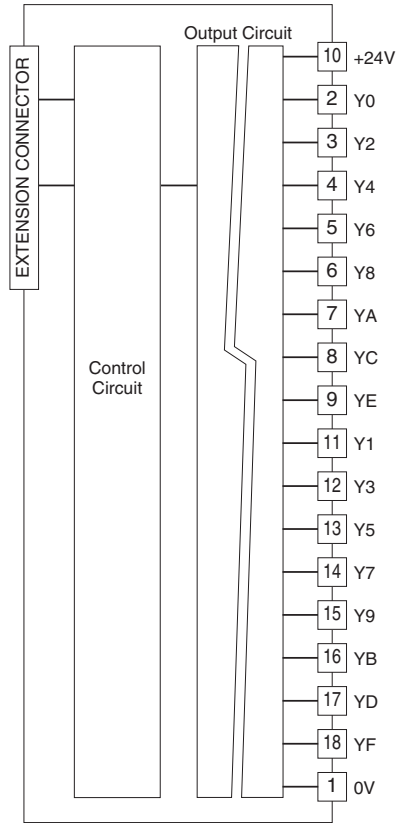 Output Circuit
EXTENSION CONNECTOR
Control
Circuit
10 +24V
2 Y0
3 Y2
4 Y4
5 Y6
6 Y8
7 YA
8 YC
9 YE
11 Y1
12 Y3
13 Y5
14 Y7
15 Y9
16 YB
17 YD
18 YF
1 0V